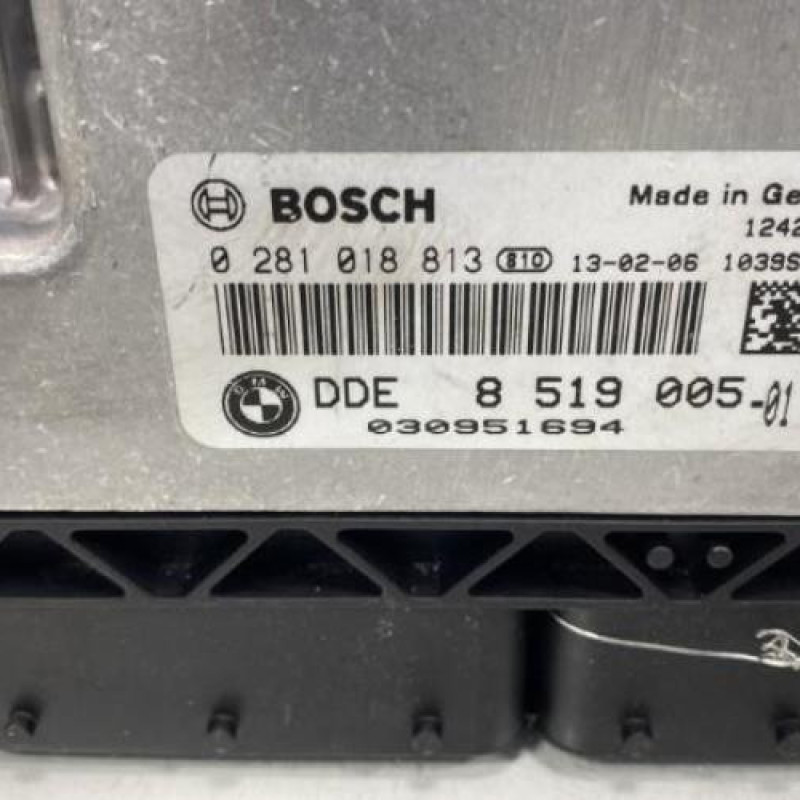 BOSCH Made in Ge
1242
0 281 018 813 810 13-02-06 1039S
DDE 8 519 005-01
030951694